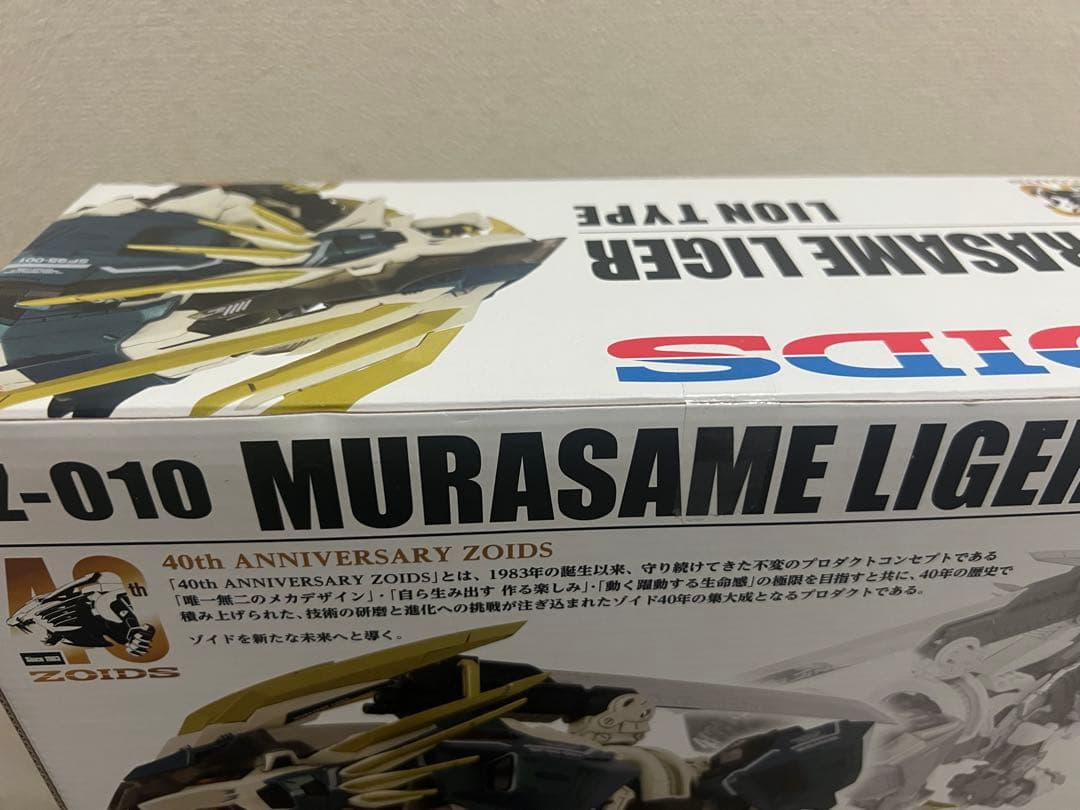 LION TYPE
RASAME LIGER
OIDS
SFGS-001
Z-010 MURASAME LIGER
40th ANNIVERSARY ZOIDS
「40th ANNIVERSARY ZOIDS」とは、1983年の誕生以来、守り続けてきた不変のプロダクトコンセプトである
「唯一無二のメカデザイン」・「自ら生み出す 作る楽しみ」・「動く躍動する生命感」の極限を目指すと共に、40年の歴史で
積み上げられた、技術の研磨と進化への挑戦が注ぎ込まれたゾイド40年の集大成となるプロダクトである。
ゾイドを新たな未来へと導く。
40th
Since 1983
ZOIDS